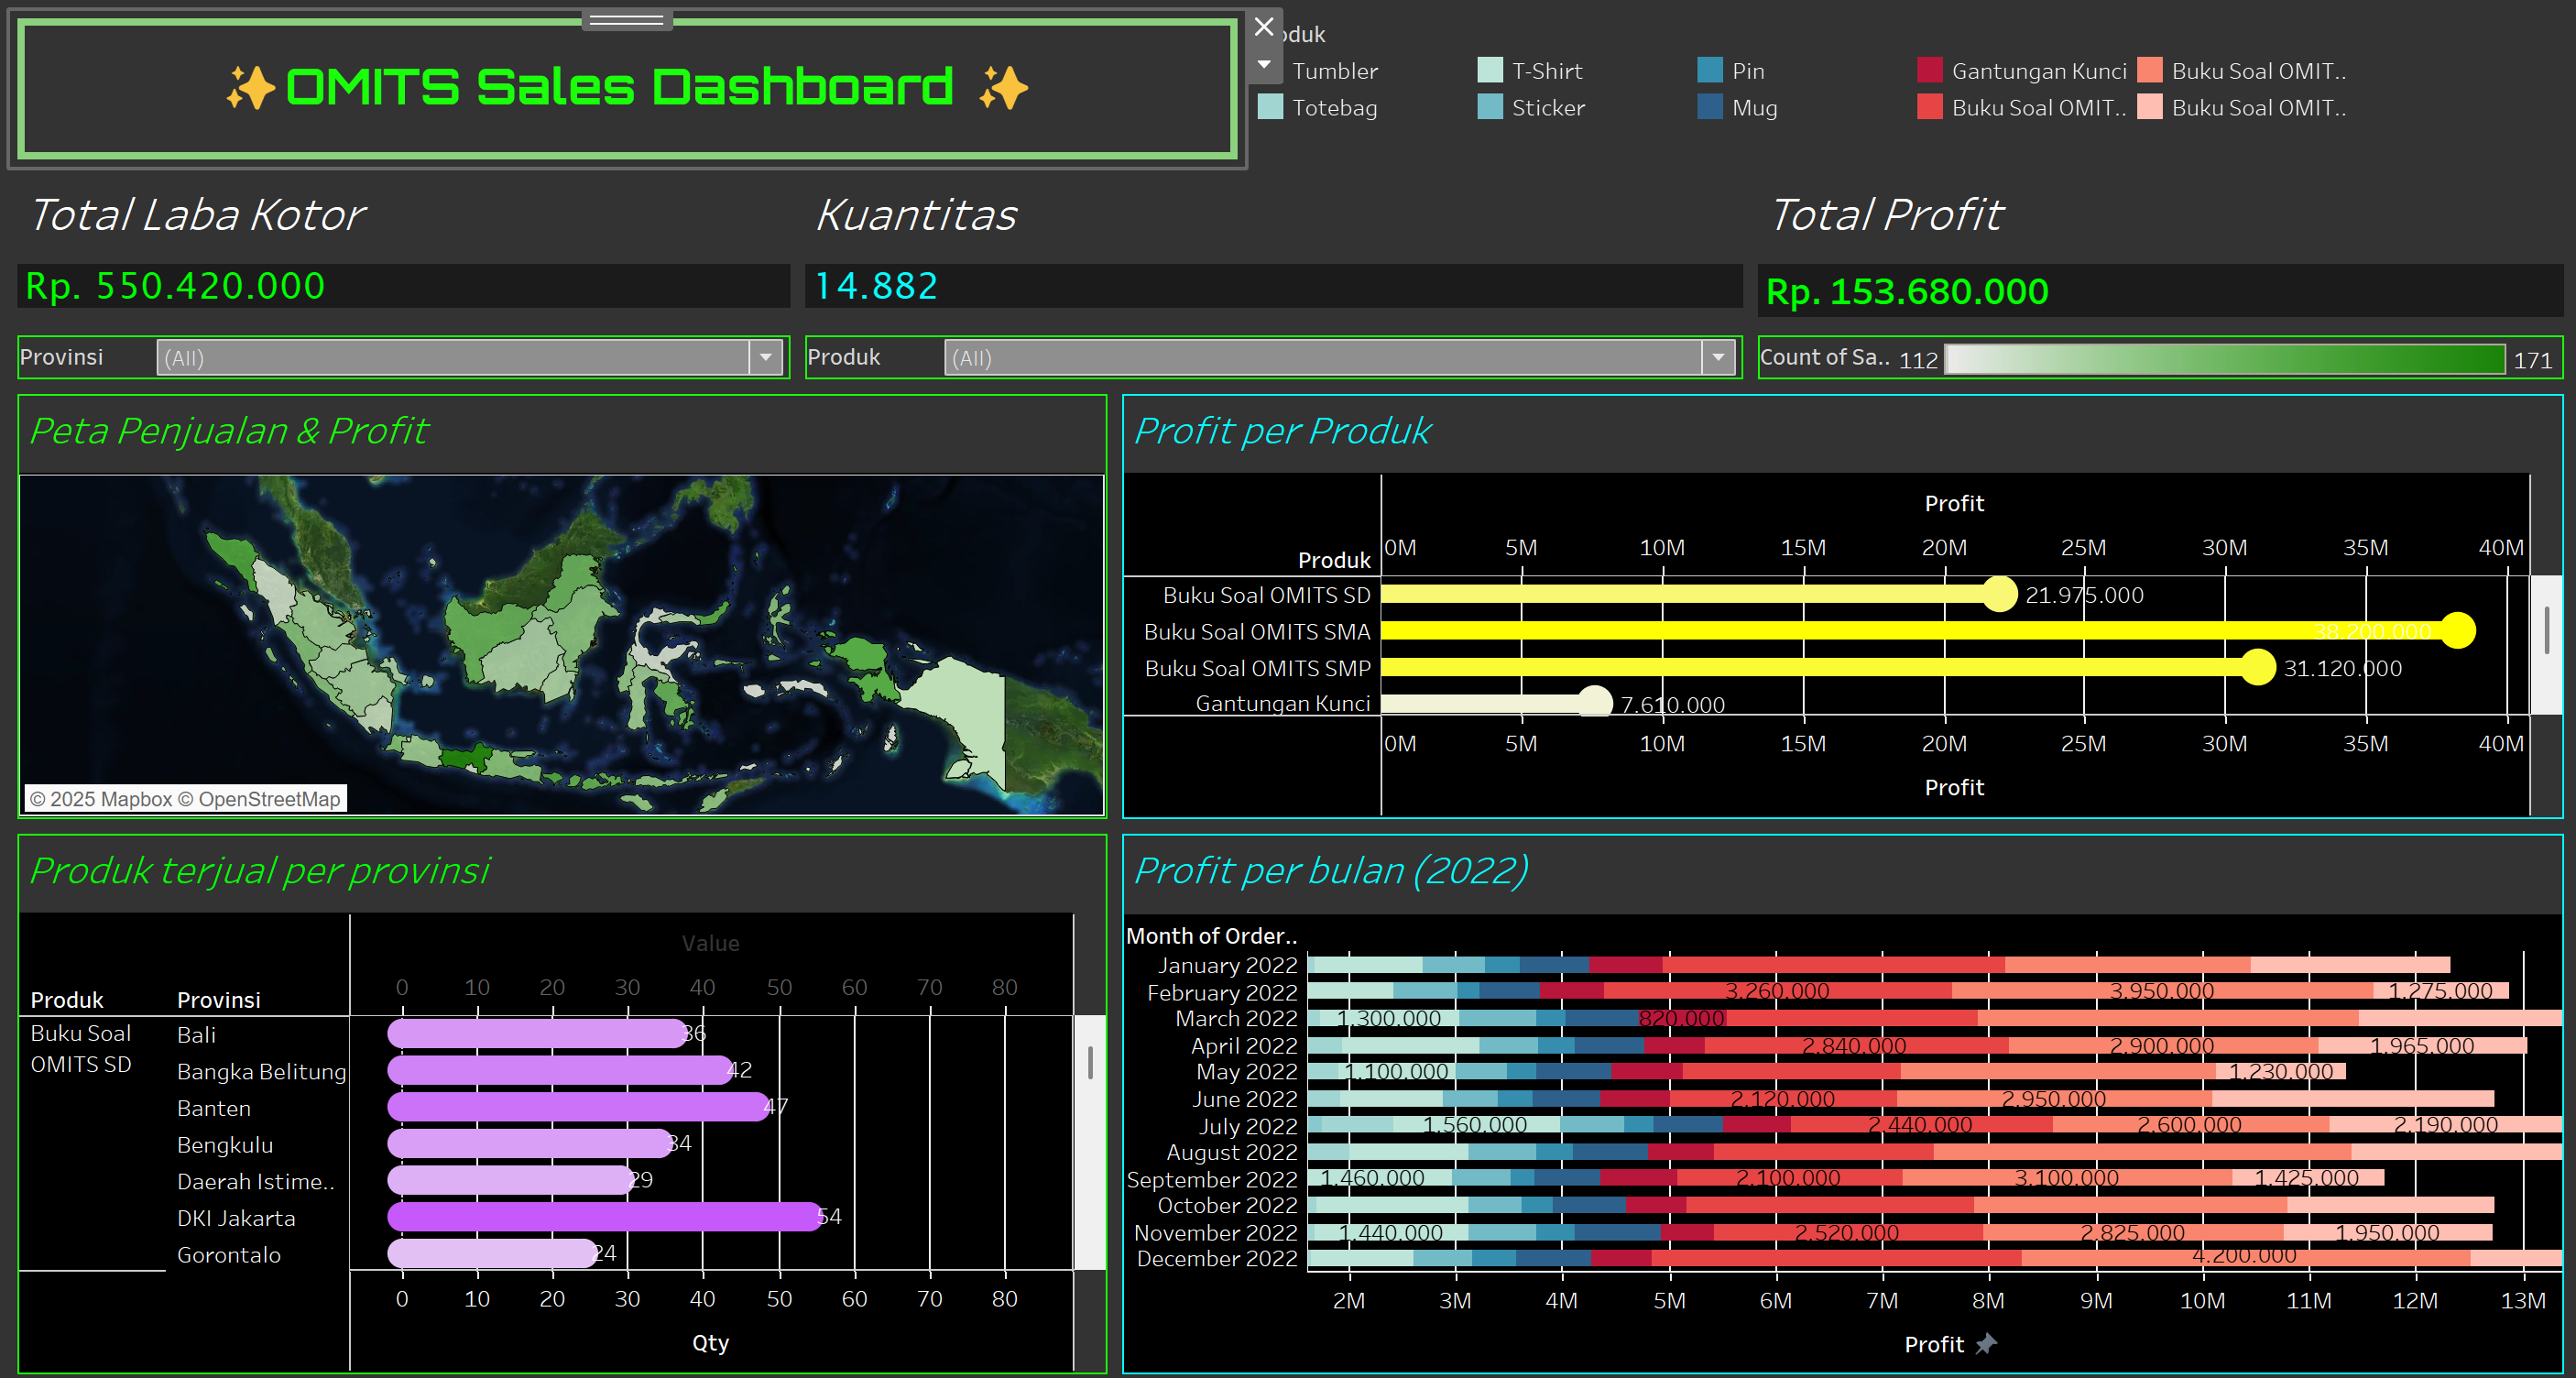 ✨OMITS Sales Dashboard ✨
Tumbler
T-Shirt
Pin
Gantungan Kunci
Buku Soal OMIT..
Totebag
Sticker
Mug
Buku Soal OMIT..
Buku Soal OMIT..
Total Laba Kotor
Kuantitas
Total Profit
Rp. 550.420.000
14.882
Rp. 153.680.000
Provinsi
(All)
Produk
(All)
Count of Sa..
112
171
Peta Penjualan & Profit
© 2025 Mapbox © OpenStreetMap
Profit per Produk
Profit
Produk
0M 5M 10M 15M 20M 25M 30M 35M 40M
Buku Soal OMITS SD 21.975.000
Buku Soal OMITS SMA 38.200.000
Buku Soal OMITS SMP 31.120.000
Gantungan Kunci 7.610.000
0M 5M 10M 15M 20M 25M 30M 35M 40M
Profit
Produk terjual per provinsi
Value
Produk Provinsi 0 10 20 30 40 50 60 70 80
Buku Soal
OMITS SD
Bali 36
Bangka Belitung 42
Banten 47
Bengkulu 34
Daerah Istime.. 29
DKI Jakarta 54
Gorontalo 24
0 10 20 30 40 50 60 70 80
Qty
Profit per bulan (2022)
Month of Order..
January 2022
February 2022 3.260.000 3.950.000 1.275.000
March 2022 1.300.000 820.000
April 2022 2.840.000 2.900.000 1.965.000
May 2022 1.100.000 1.230.000
June 2022 2.120.000 2.950.000
July 2022 1.560.000 2.440.000 2.600.000 2.190.000
August 2022
September 2022 1.460.000 2.100.000 3.100.000 1.425.000
October 2022
November 2022 1.440.000 2.520.000 2.825.000 1.950.000
December 2022 4.200.000
2M 3M 4M 5M 6M 7M 8M 9M 10M 11M 12M 13M
Profit